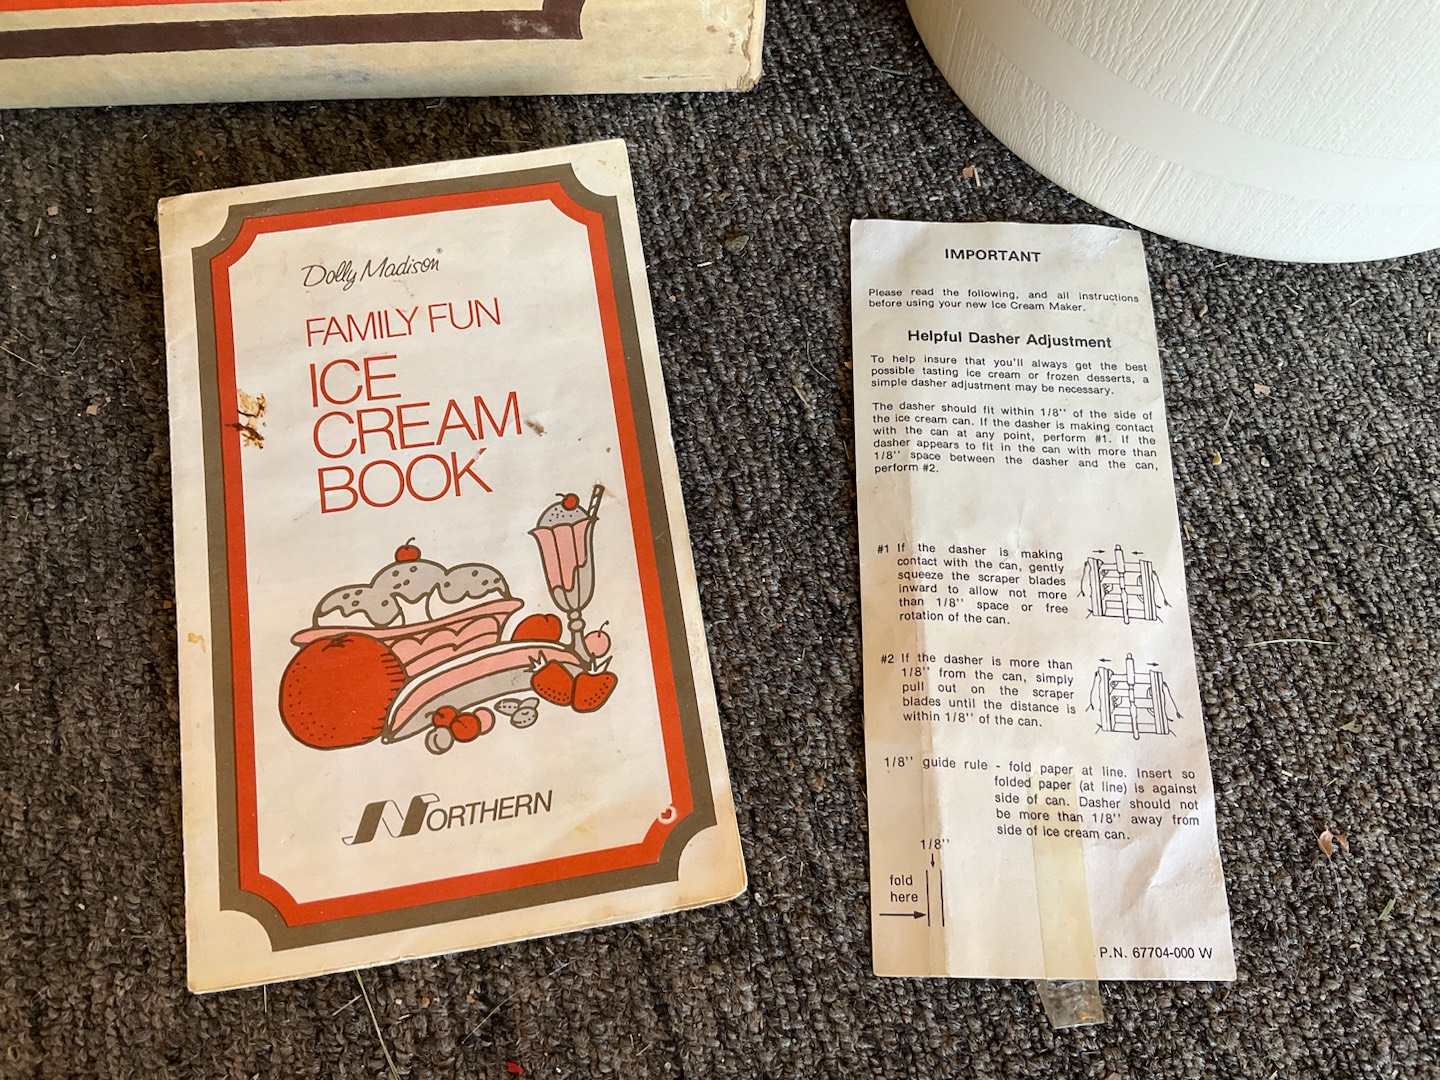 Dolly Madison®
FAMILY FUN
ICE
CREAM
BOOK
NORTHERN
IMPORTANT
Please read the following, and all instructions
before using your new Ice Cream Maker.
Helpful Dasher Adjustment
To help insure that you'll always get the best
possible tasting ice cream or frozen desserts, a
simple dasher adjustment may be necessary.
The dasher should fit within 1/8'' of the side of
the ice cream can. If the dasher is making contact
with the can at any point, perform #1. If the
dasher appears to fit in the can with more than
1/8'' space between the dasher and the can,
perform #2.
#1 If the dasher is making
contact with the can, gently
squeeze the scraper blades
inward to allow not more
than 1/8'' space or free
rotation of the can.
#2 If the dasher is more than
1/8'' from the can, simply
pull out on the scraper
blades until the distance is
within 1/8'' of the can.
1/8'' guide rule - fold paper at line. Insert so
folded paper (at line) is against
side of can. Dasher should not
be more than 1/8'' away from
side of ice cream can.
1/8''
fold
here
P.N. 67704-000 W